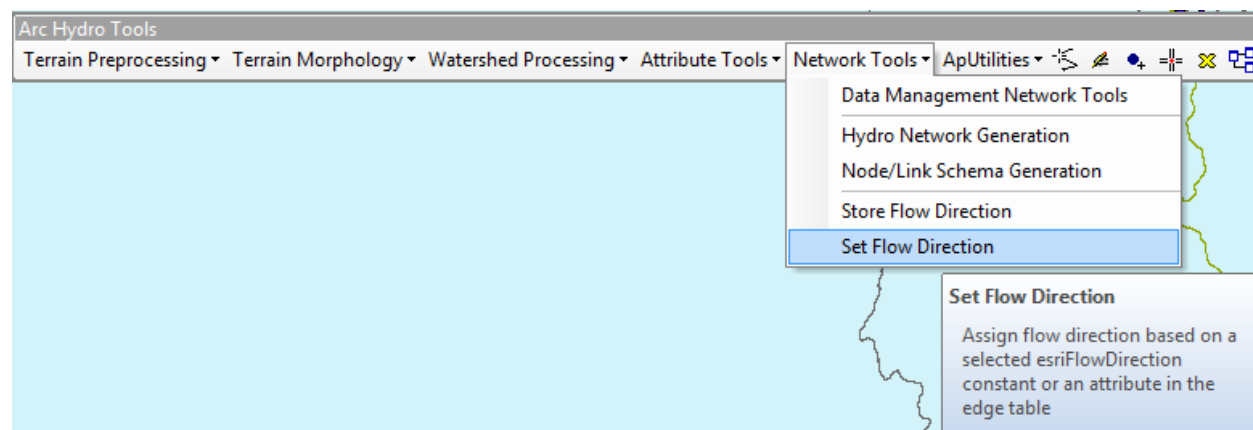 Arc Hydro Tools
Terrain Preprocessing Terrain Morphology Watershed Processing Attribute Tools Network Tools ApUtilities
Data Management Network Tools
Hydro Network Generation
Node/Link Schema Generation
Store Flow Direction
Set Flow Direction
Set Flow Direction
Assign flow direction based on a
selected esriFlowDirection
constant or an attribute in the
edge table